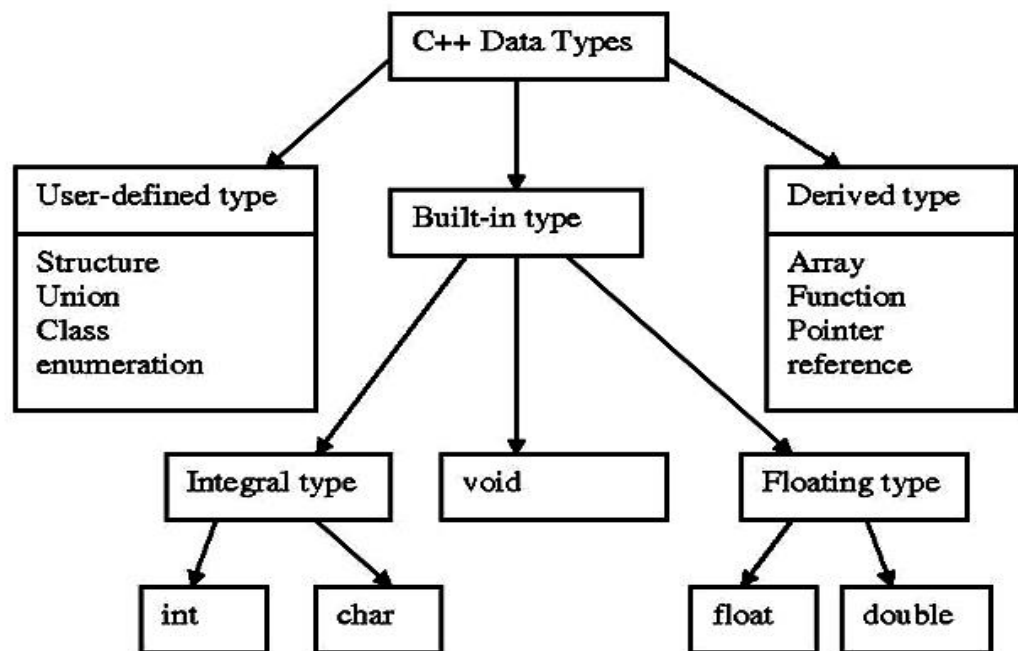 C++ Data Types
User-defined type
Structure
Union
Class
enumeration
Built-in type
Derived type
Array
Function
Pointer
reference
Integral type
void
Floating type
int
char
float
double